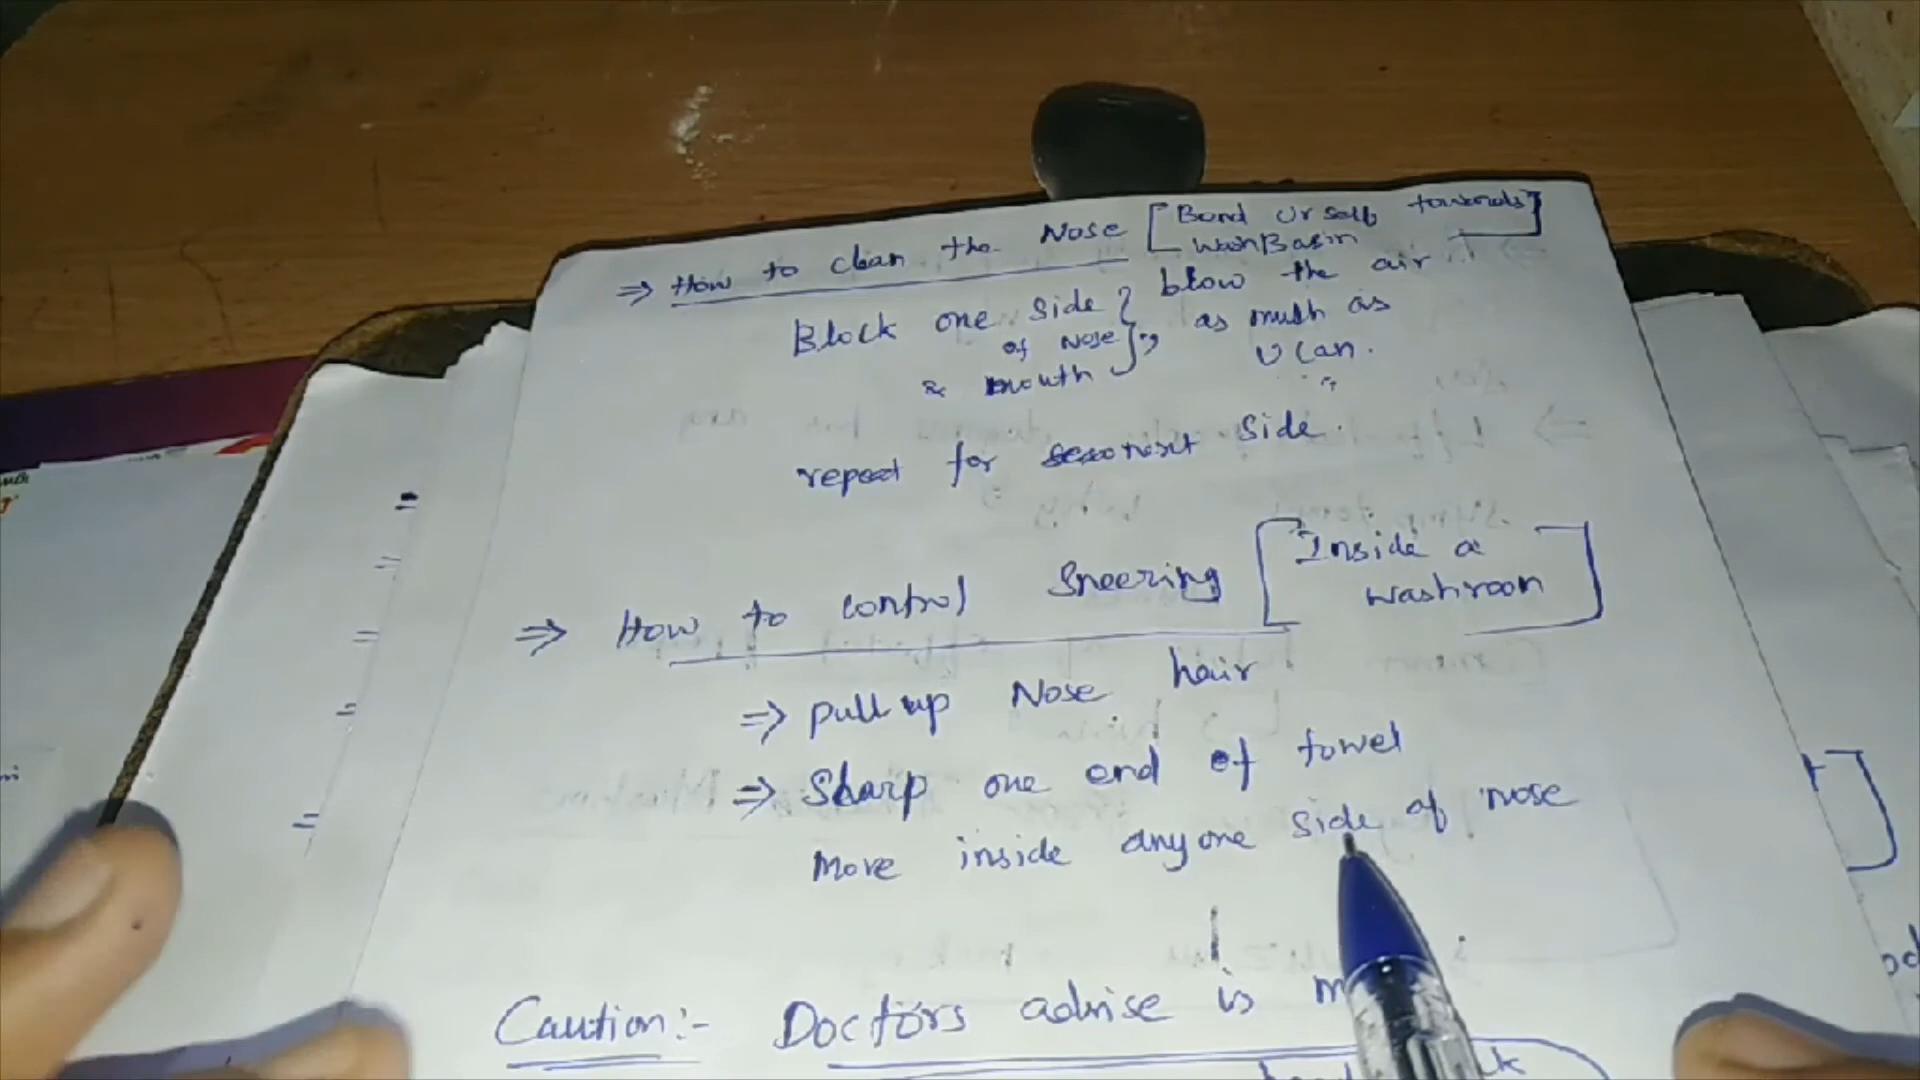 ⇒ How to clean the Nose [Bend Ur self towards
WashBasin]
Block one side } blow the air
of Nose as much as
& mouth U can.
repeat for next side.
⇒ How to control Sneezing [Inside a
washroom]
⇒ pull up Nose hair
⇒ Sharp one end of towel
Move inside anyone side of nose
Caution:- Doctors advise is